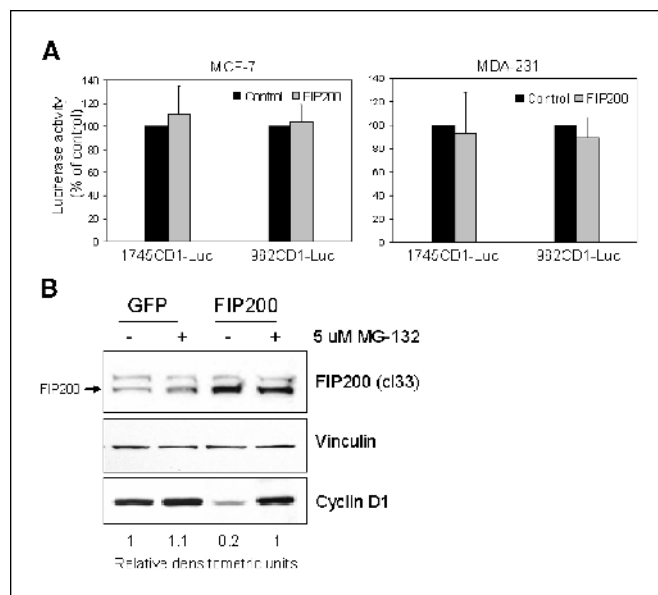 A
MCF-7
MDA-231
Luciferase activity
(% of control)
140
120
100
80
60
40
20
0
Control FIP200
1745CD1-Luc 962CD1-Luc
140
120
100
80
60
40
20
0
Control FIP200
1745CD1-Luc 962CD1-Luc
B
GFP FIP200
- + - + 5 uM MG-132
FIP200
FIP200 (cl33)
Vinculin
Cyclin D1
1 1.1 0.2 1
Relative densitometric units